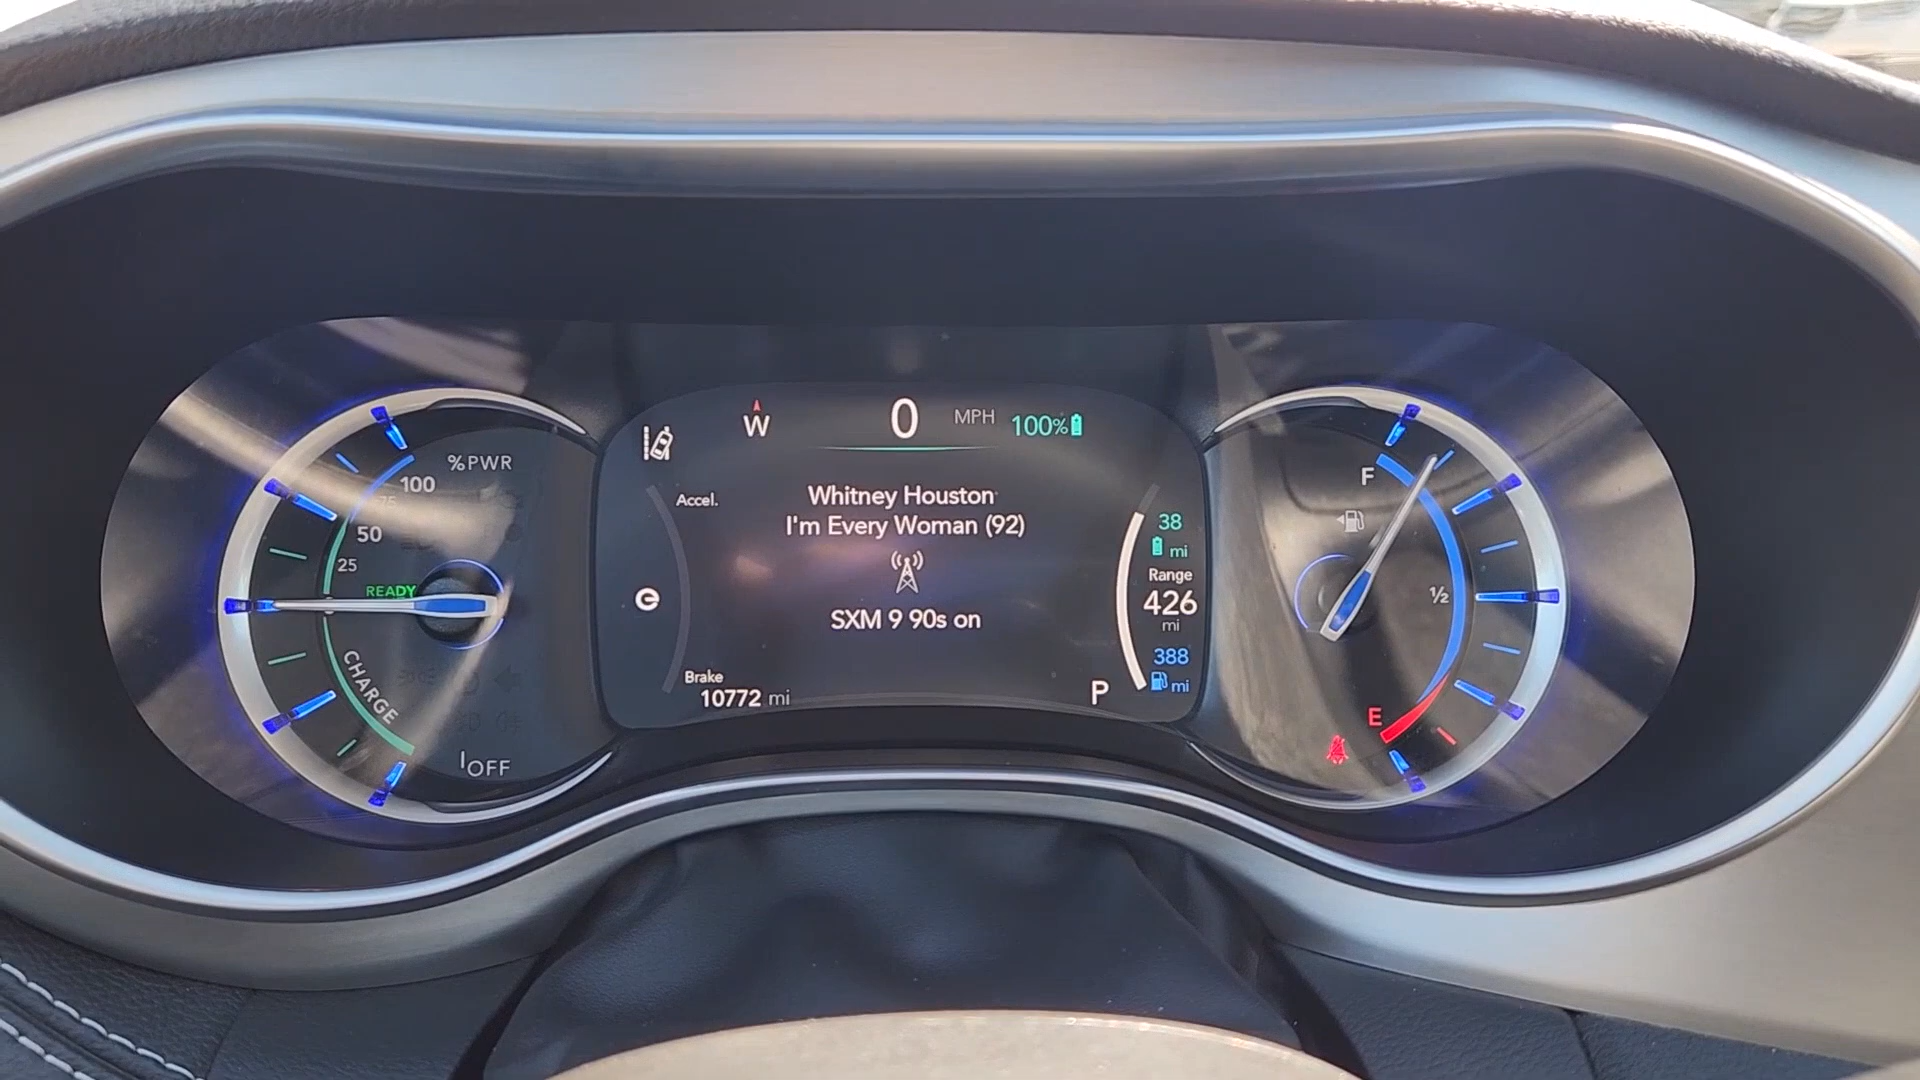 %PWR
100
75
50
25
READY
CHARGE
OFF
W
0 MPH 100%
Accel.
Whitney Houston
I'm Every Woman (92)
SXM 9 90s on
Brake
10772 mi
P
38
mi
Range
426
mi
388
mi
F
½
E